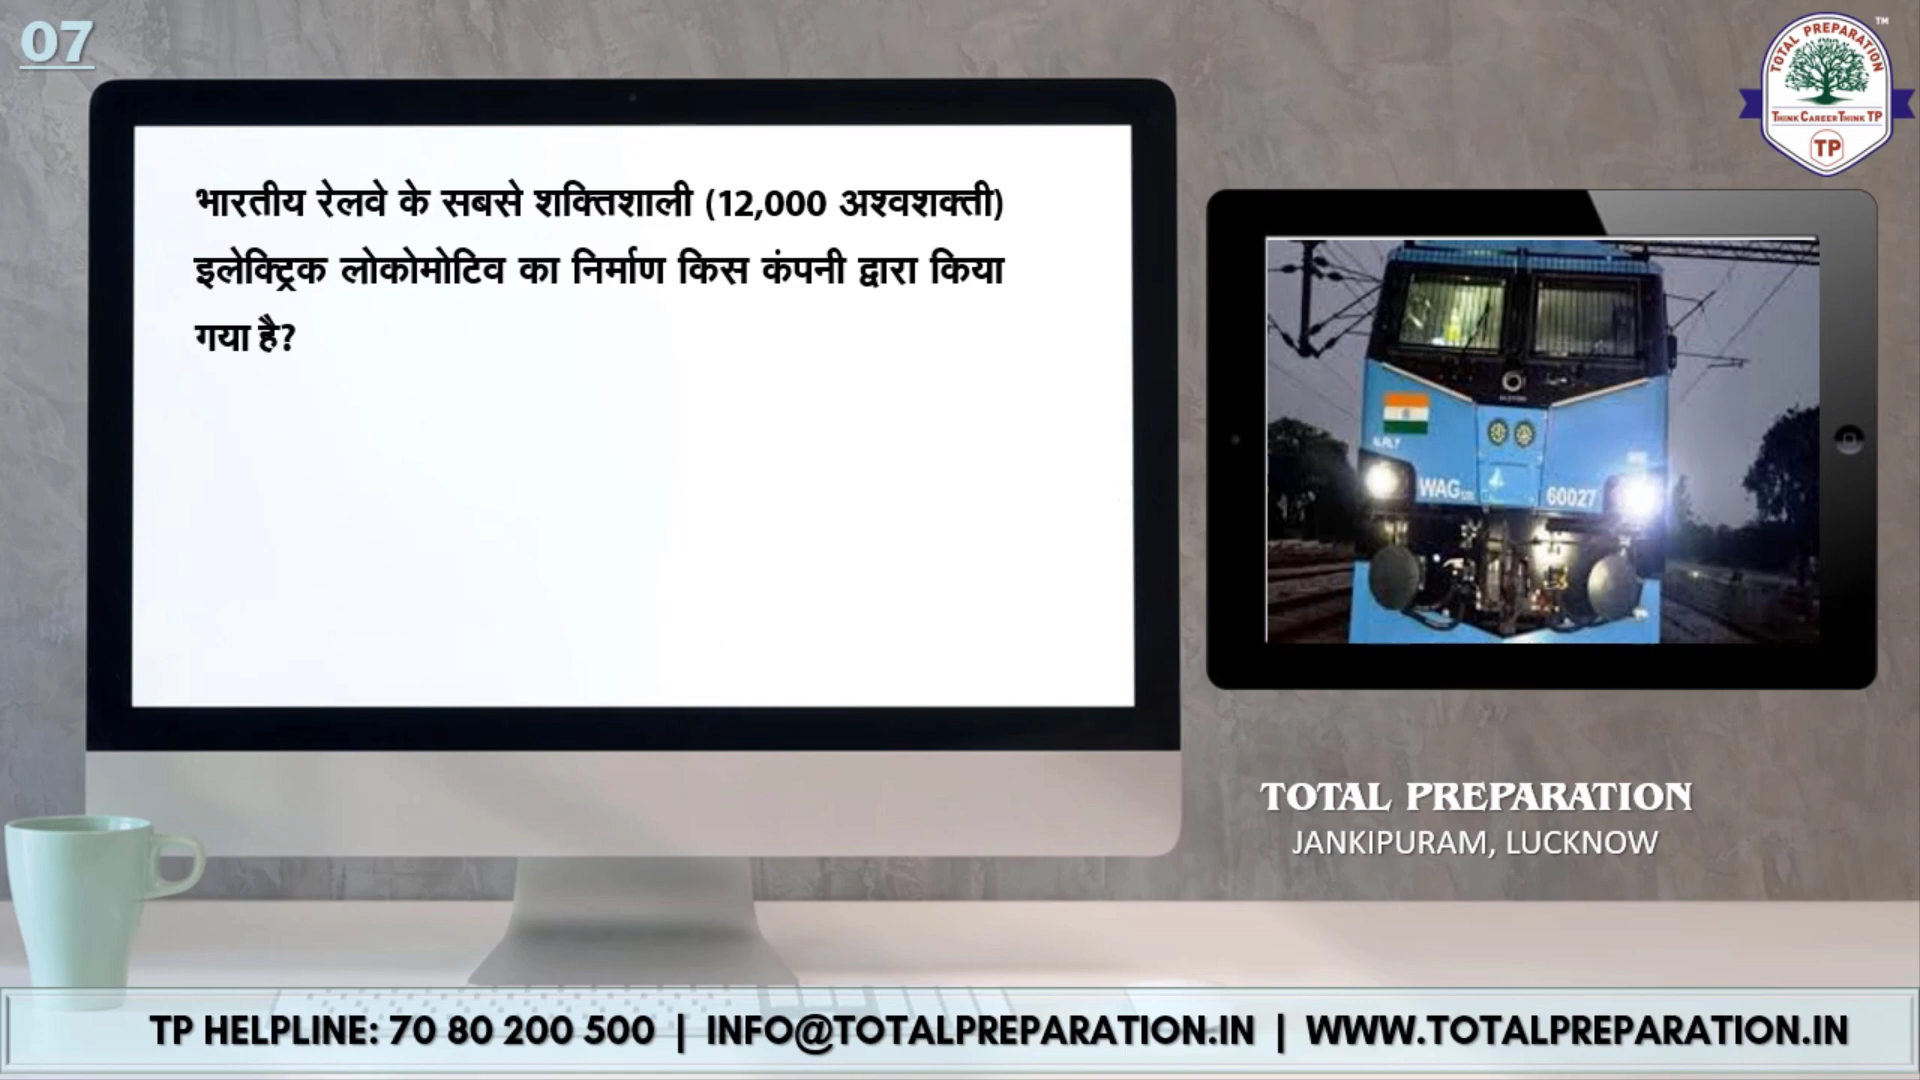 07
TOTAL PREPARATION
TM
THINK CAREER THINK TP
TP
भारतीय रेलवे के सबसे शक्तिशाली (12,000 अश्वशक्ती)
इलेक्ट्रिक लोकोमोटिव का निर्माण किस कंपनी द्वारा किया
गया है?
WAG
60027
TOTAL PREPARATION
JANKIPURAM, LUCKNOW
TP HELPLINE: 70 80 200 500 | INFO@TOTALPREPARATION.IN | WWW.TOTALPREPARATION.IN